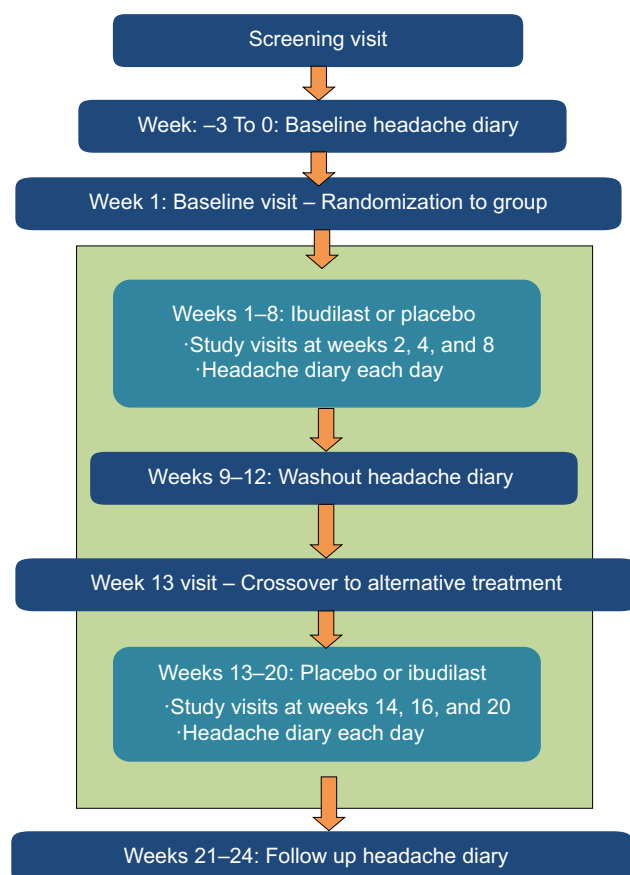 Screening visit
Week: –3 To 0: Baseline headache diary
Week 1: Baseline visit – Randomization to group
Weeks 1–8: Ibudilast or placebo
·Study visits at weeks 2, 4, and 8
·Headache diary each day
Weeks 9–12: Washout headache diary
Week 13 visit – Crossover to alternative treatment
Weeks 13–20: Placebo or ibudilast
·Study visits at weeks 14, 16, and 20
·Headache diary each day
Weeks 21–24: Follow up headache diary